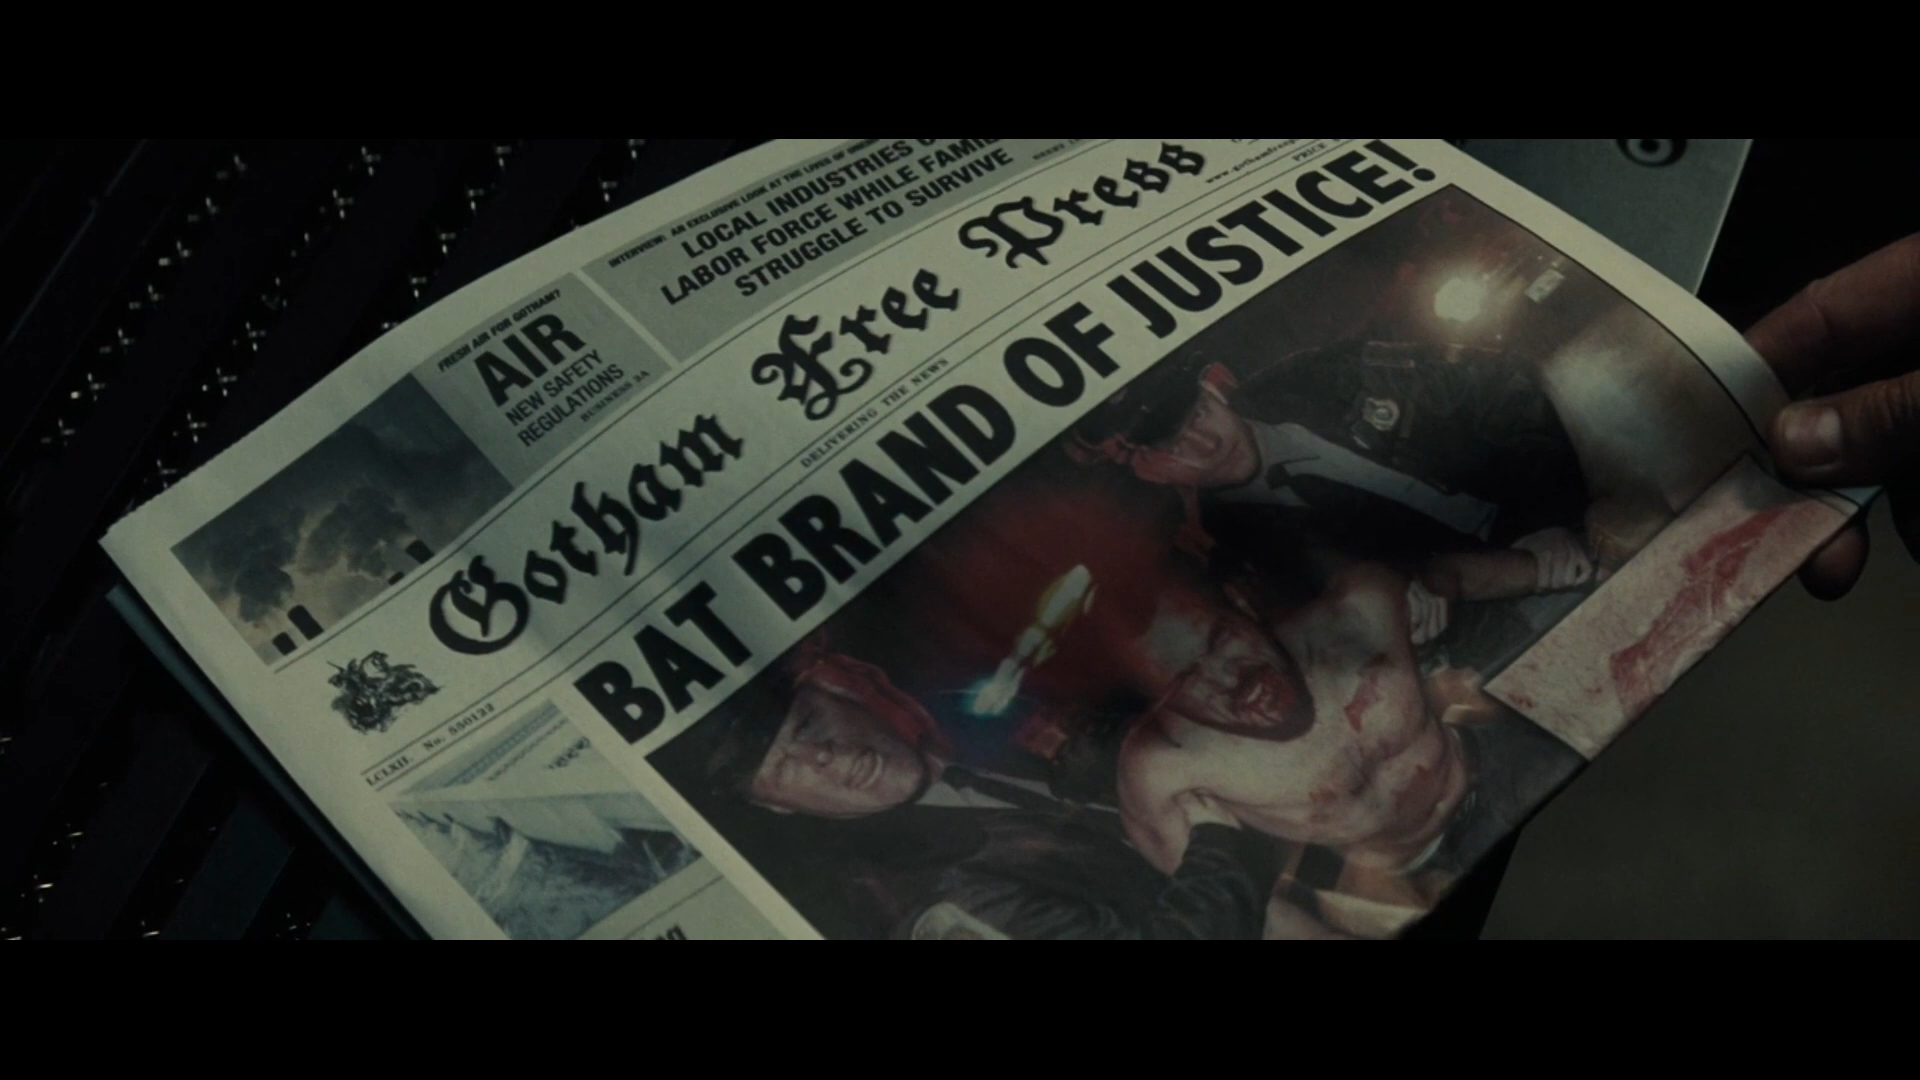 FRESH AIR FOR GOTHAM?
AIR
NEW SAFETY
REGULATIONS
BUSINESS 3A
INTERVIEW: AN EXCLUSIVE LOOK AT THE LIVES OF
LOCAL INDUSTRIES
LABOR FORCE WHILE
STRUGGLE TO SURVIVE
Gotham Free Press
DELIVERING THE NEWS
PRICE
LCLXII. No. 550122
BAT BRAND OF JUSTICE!